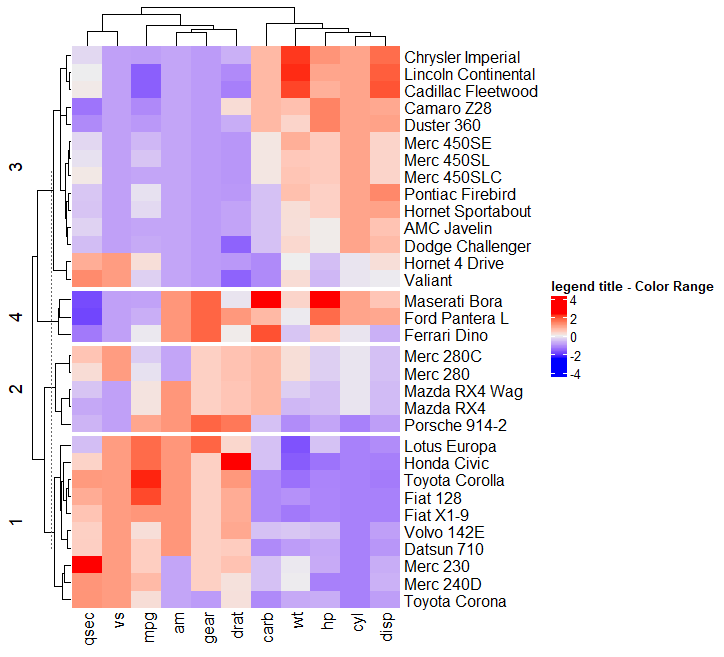 Chrysler Imperial
Lincoln Continental
Cadillac Fleetwood
Camaro Z28
Duster 360
Merc 450SE
Merc 450SL
Merc 450SLC
Pontiac Firebird
Hornet Sportabout
AMC Javelin
Dodge Challenger
Hornet 4 Drive
Valiant
3
Maserati Bora
Ford Pantera L
Ferrari Dino
4
Merc 280C
Merc 280
Mazda RX4 Wag
Mazda RX4
Porsche 914-2
2
Lotus Europa
Honda Civic
Toyota Corolla
Fiat 128
Fiat X1-9
Volvo 142E
Datsun 710
Merc 230
Merc 240D
Toyota Corona
1
qsec vs mpg am gear drat carb wt hp cyl disp
legend title - Color Range
4
2
0
-2
-4